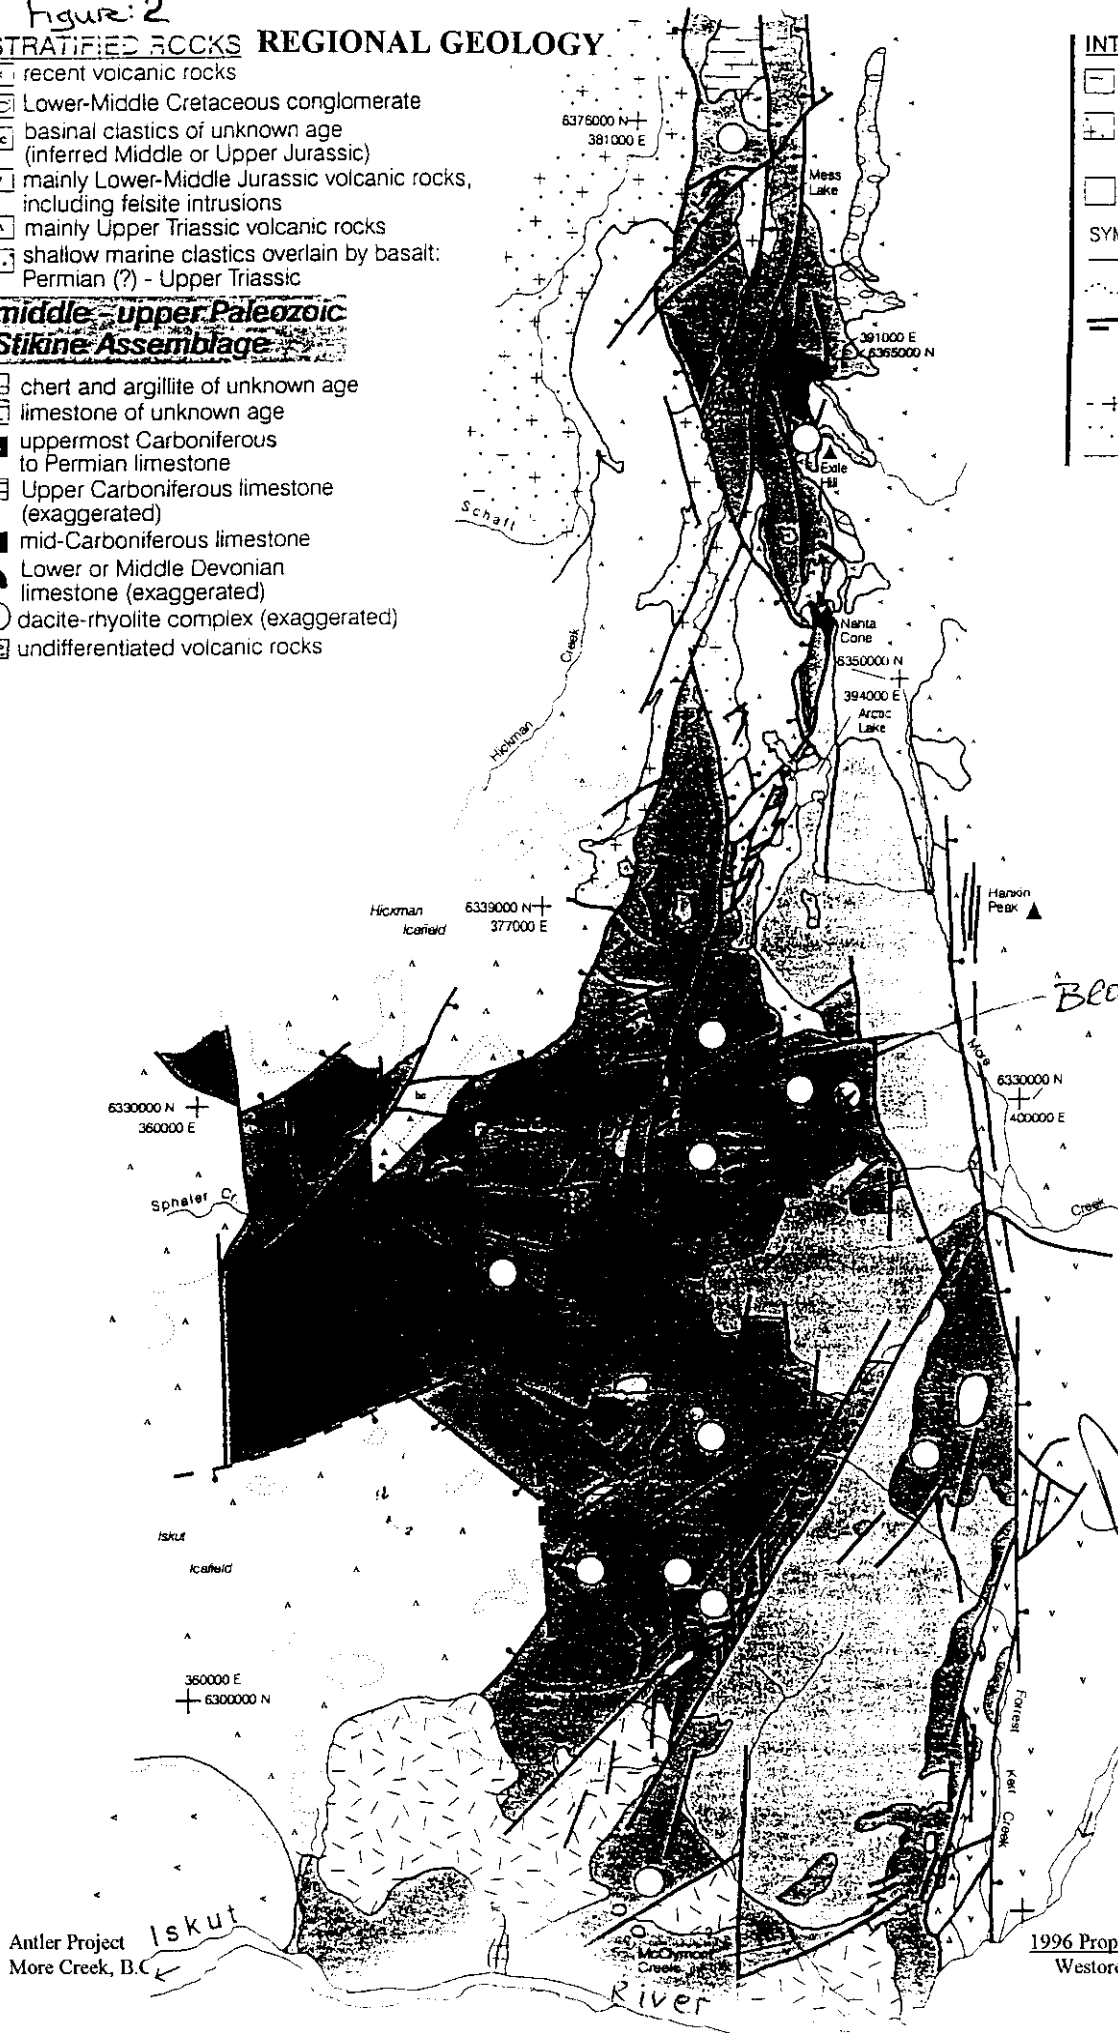 Figure: 2
STRATIFIED ROCKS REGIONAL GEOLOGY
recent volcanic rocks
Lower-Middle Cretaceous conglomerate
basinal clastics of unknown age
(inferred Middle or Upper Jurassic)
mainly Lower-Middle Jurassic volcanic rocks,
including felsite intrusions
mainly Upper Triassic volcanic rocks
shallow marine clastics overlain by basalt:
Permian (?) - Upper Triassic
middle - upper Paleozoic
Stikine Assemblage
chert and argillite of unknown age
limestone of unknown age
uppermost Carboniferous
to Permian limestone
Upper Carboniferous limestone
(exaggerated)
mid-Carboniferous limestone
Lower or Middle Devonian
limestone (exaggerated)
dacite-rhyolite complex (exaggerated)
undifferentiated volcanic rocks
INT
SYM
6376000 N
381000 E
Mess
Lake
391000 E
6365000 N
Exile
Hill
Schaft
Creek
Nahta
Cone
6350000 N
394000 E
Arctic
Lake
Hickman
Hickman
Icefield
6339000 N
377000 E
Hankin
Peak
More
6330000 N
400000 E
6330000 N
360000 E
Sphaler Cr.
Creek
Iskut
Icefield
360000 E
6300000 N
Forrest
Kerr
Creek
Antler Project
More Creek, B.C.
Iskut
McClymont
Creek
River
1996 Prop
Westore